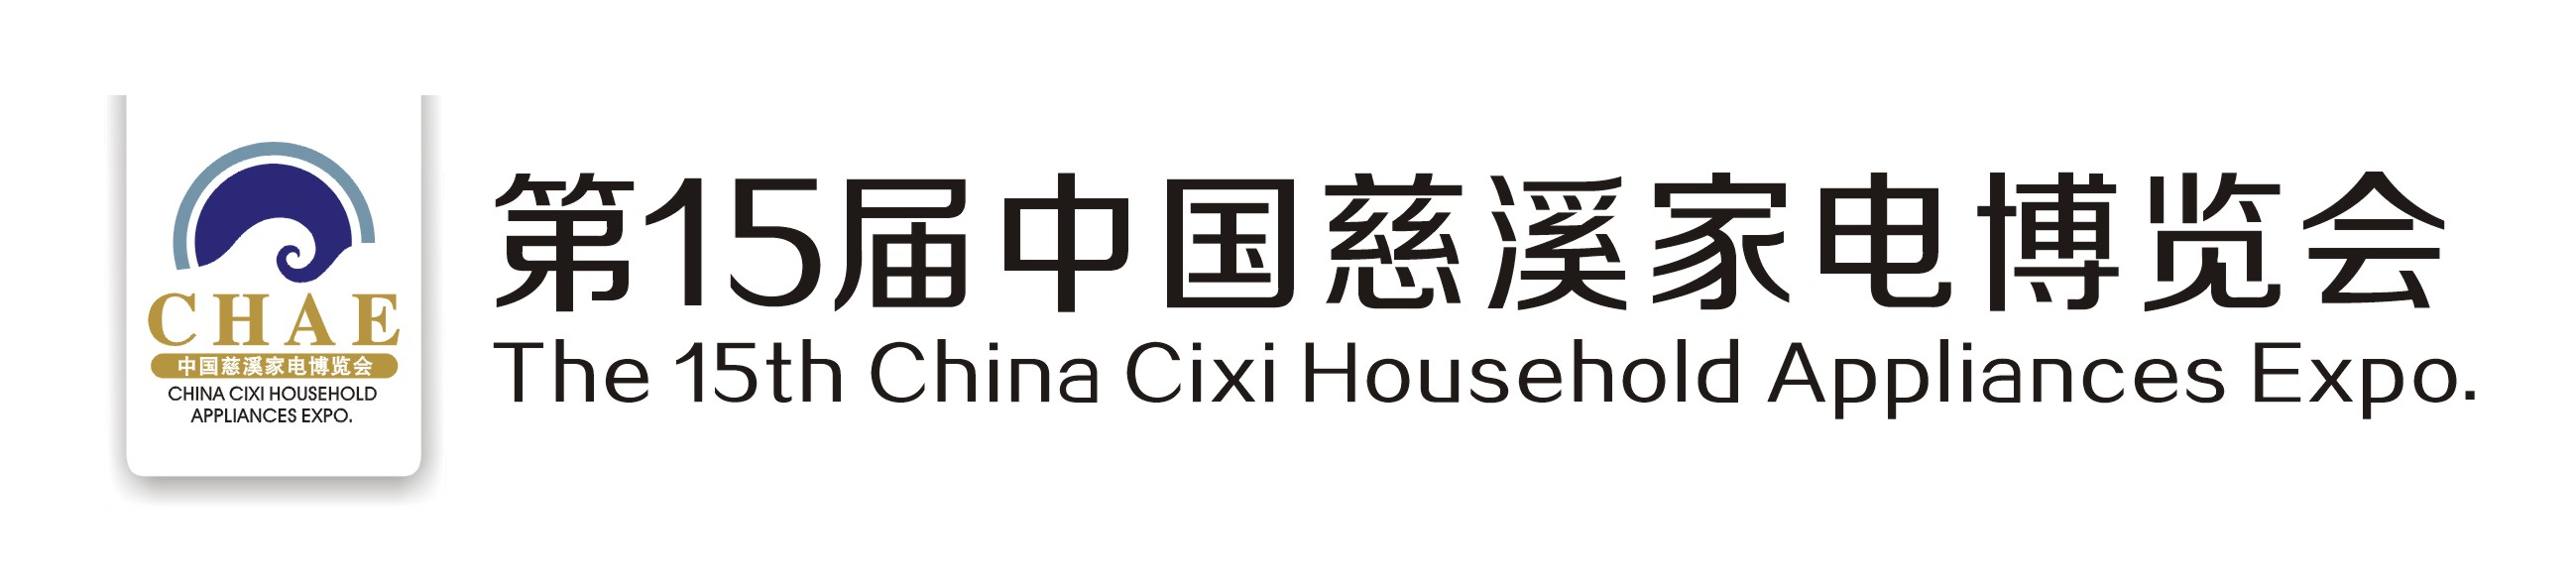 CHAE
中国慈溪家电博览会
CHINA CIXI HOUSEHOLD
APPLIANCES EXPO.
第15届中国慈溪家电博览会
The 15th China Cixi Household Appliances Expo.